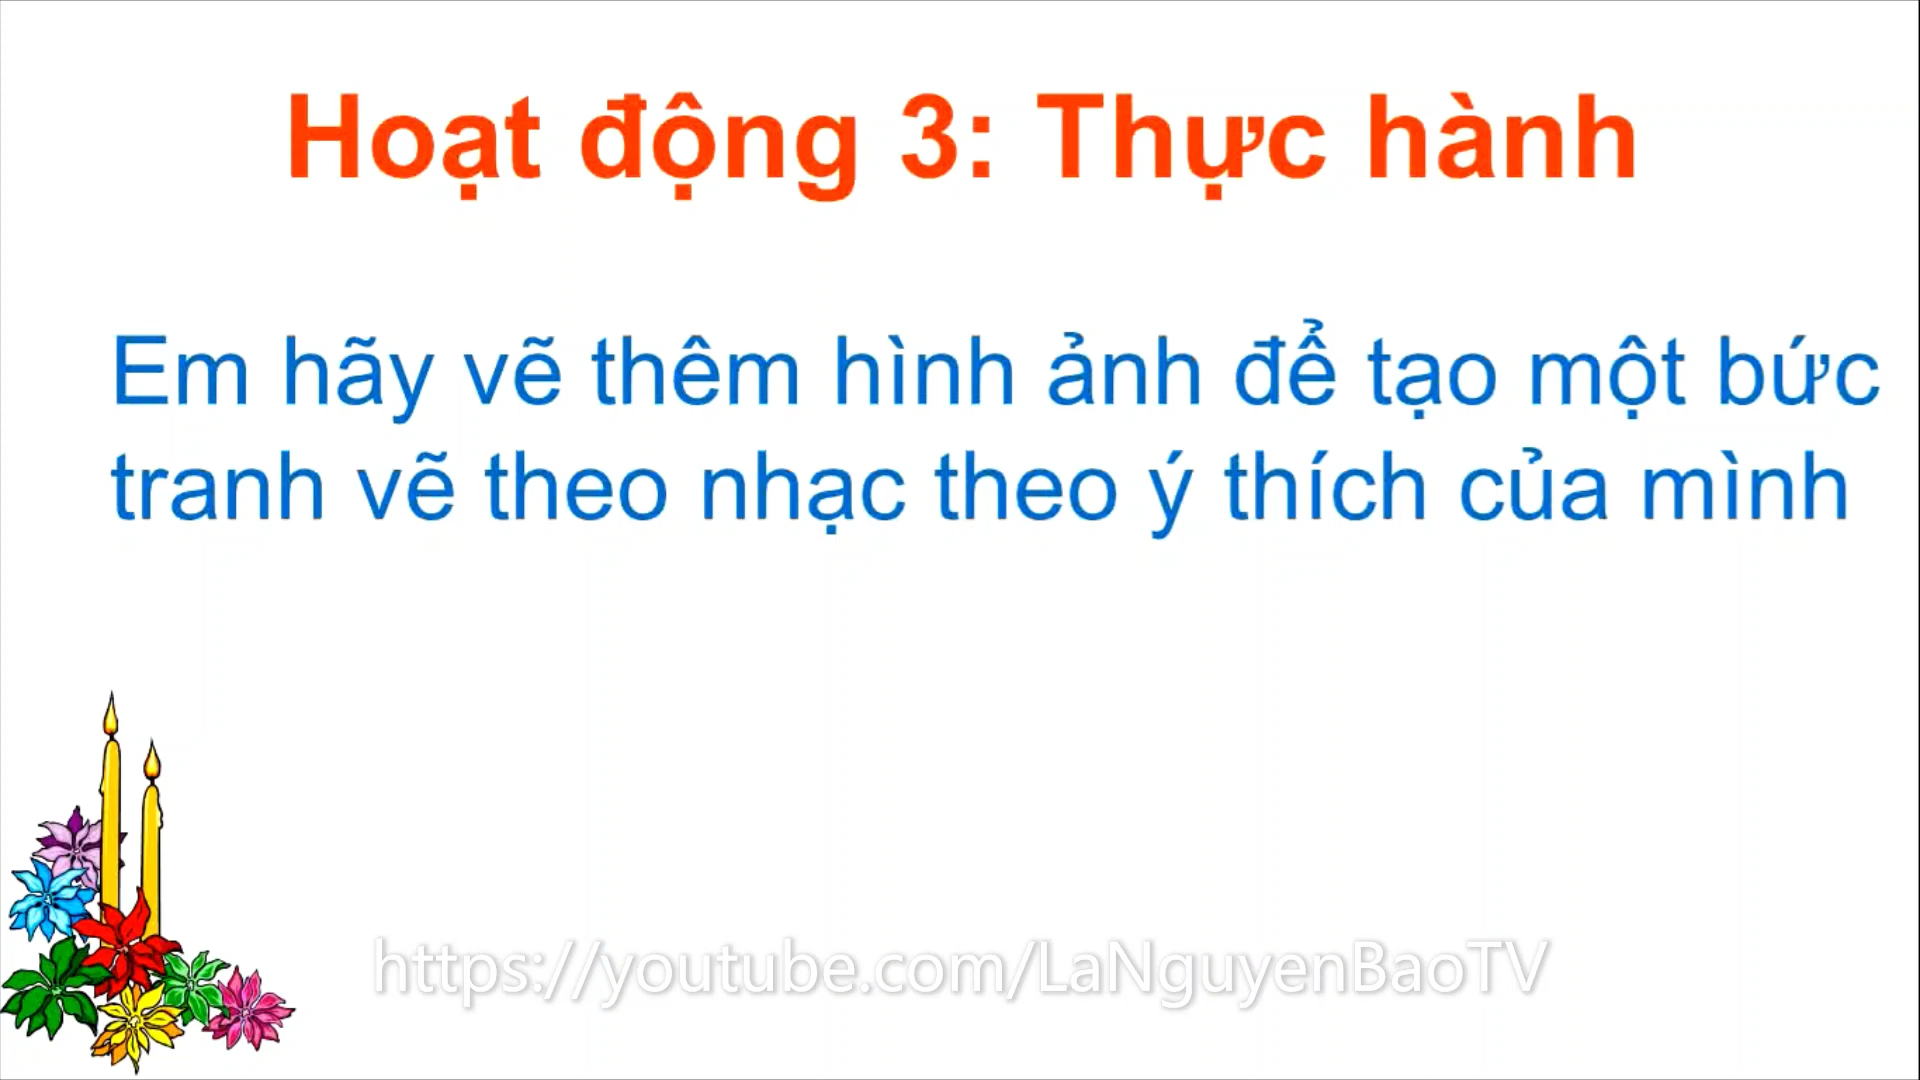 Hoạt động 3: Thực hành
Em hãy vẽ thêm hình ảnh để tạo một bức
tranh vẽ theo nhạc theo ý thích của mình
https://youtube.com/LaNguyenBaoTV